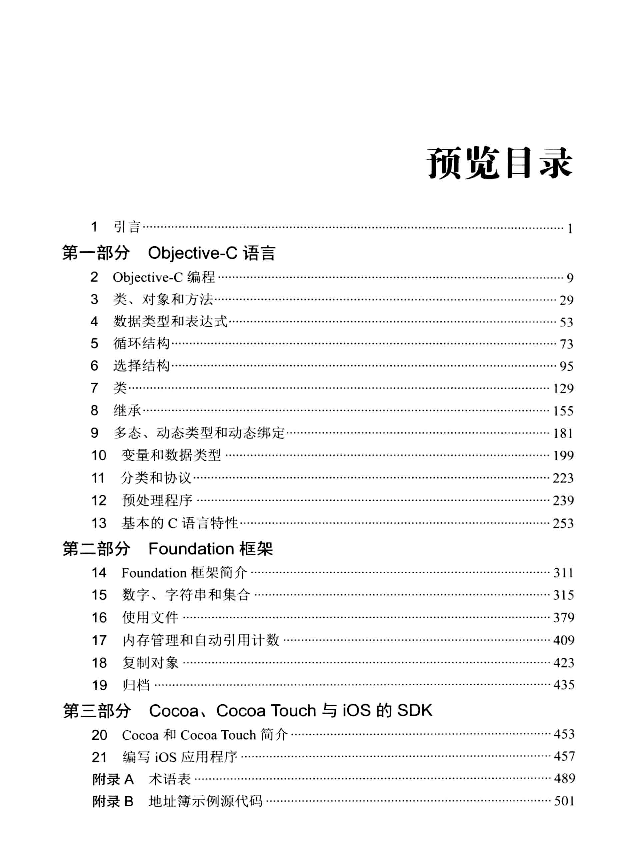 预览目录
1 引言 1
第一部分 Objective-C 语言
2 Objective-C 编程 9
3 类、对象和方法 29
4 数据类型和表达式 53
5 循环结构 73
6 选择结构 95
7 类 129
8 继承 155
9 多态、动态类型和动态绑定 181
10 变量和数据类型 199
11 分类和协议 223
12 预处理程序 239
13 基本的 C 语言特性 253
第二部分 Foundation 框架
14 Foundation 框架简介 311
15 数字、字符串和集合 315
16 使用文件 379
17 内存管理和自动引用计数 409
18 复制对象 423
19 归档 435
第三部分 Cocoa、Cocoa Touch 与 iOS 的 SDK
20 Cocoa 和 Cocoa Touch 简介 453
21 编写 iOS 应用程序 457
附录 A 术语表 489
附录 B 地址簿示例源代码 501